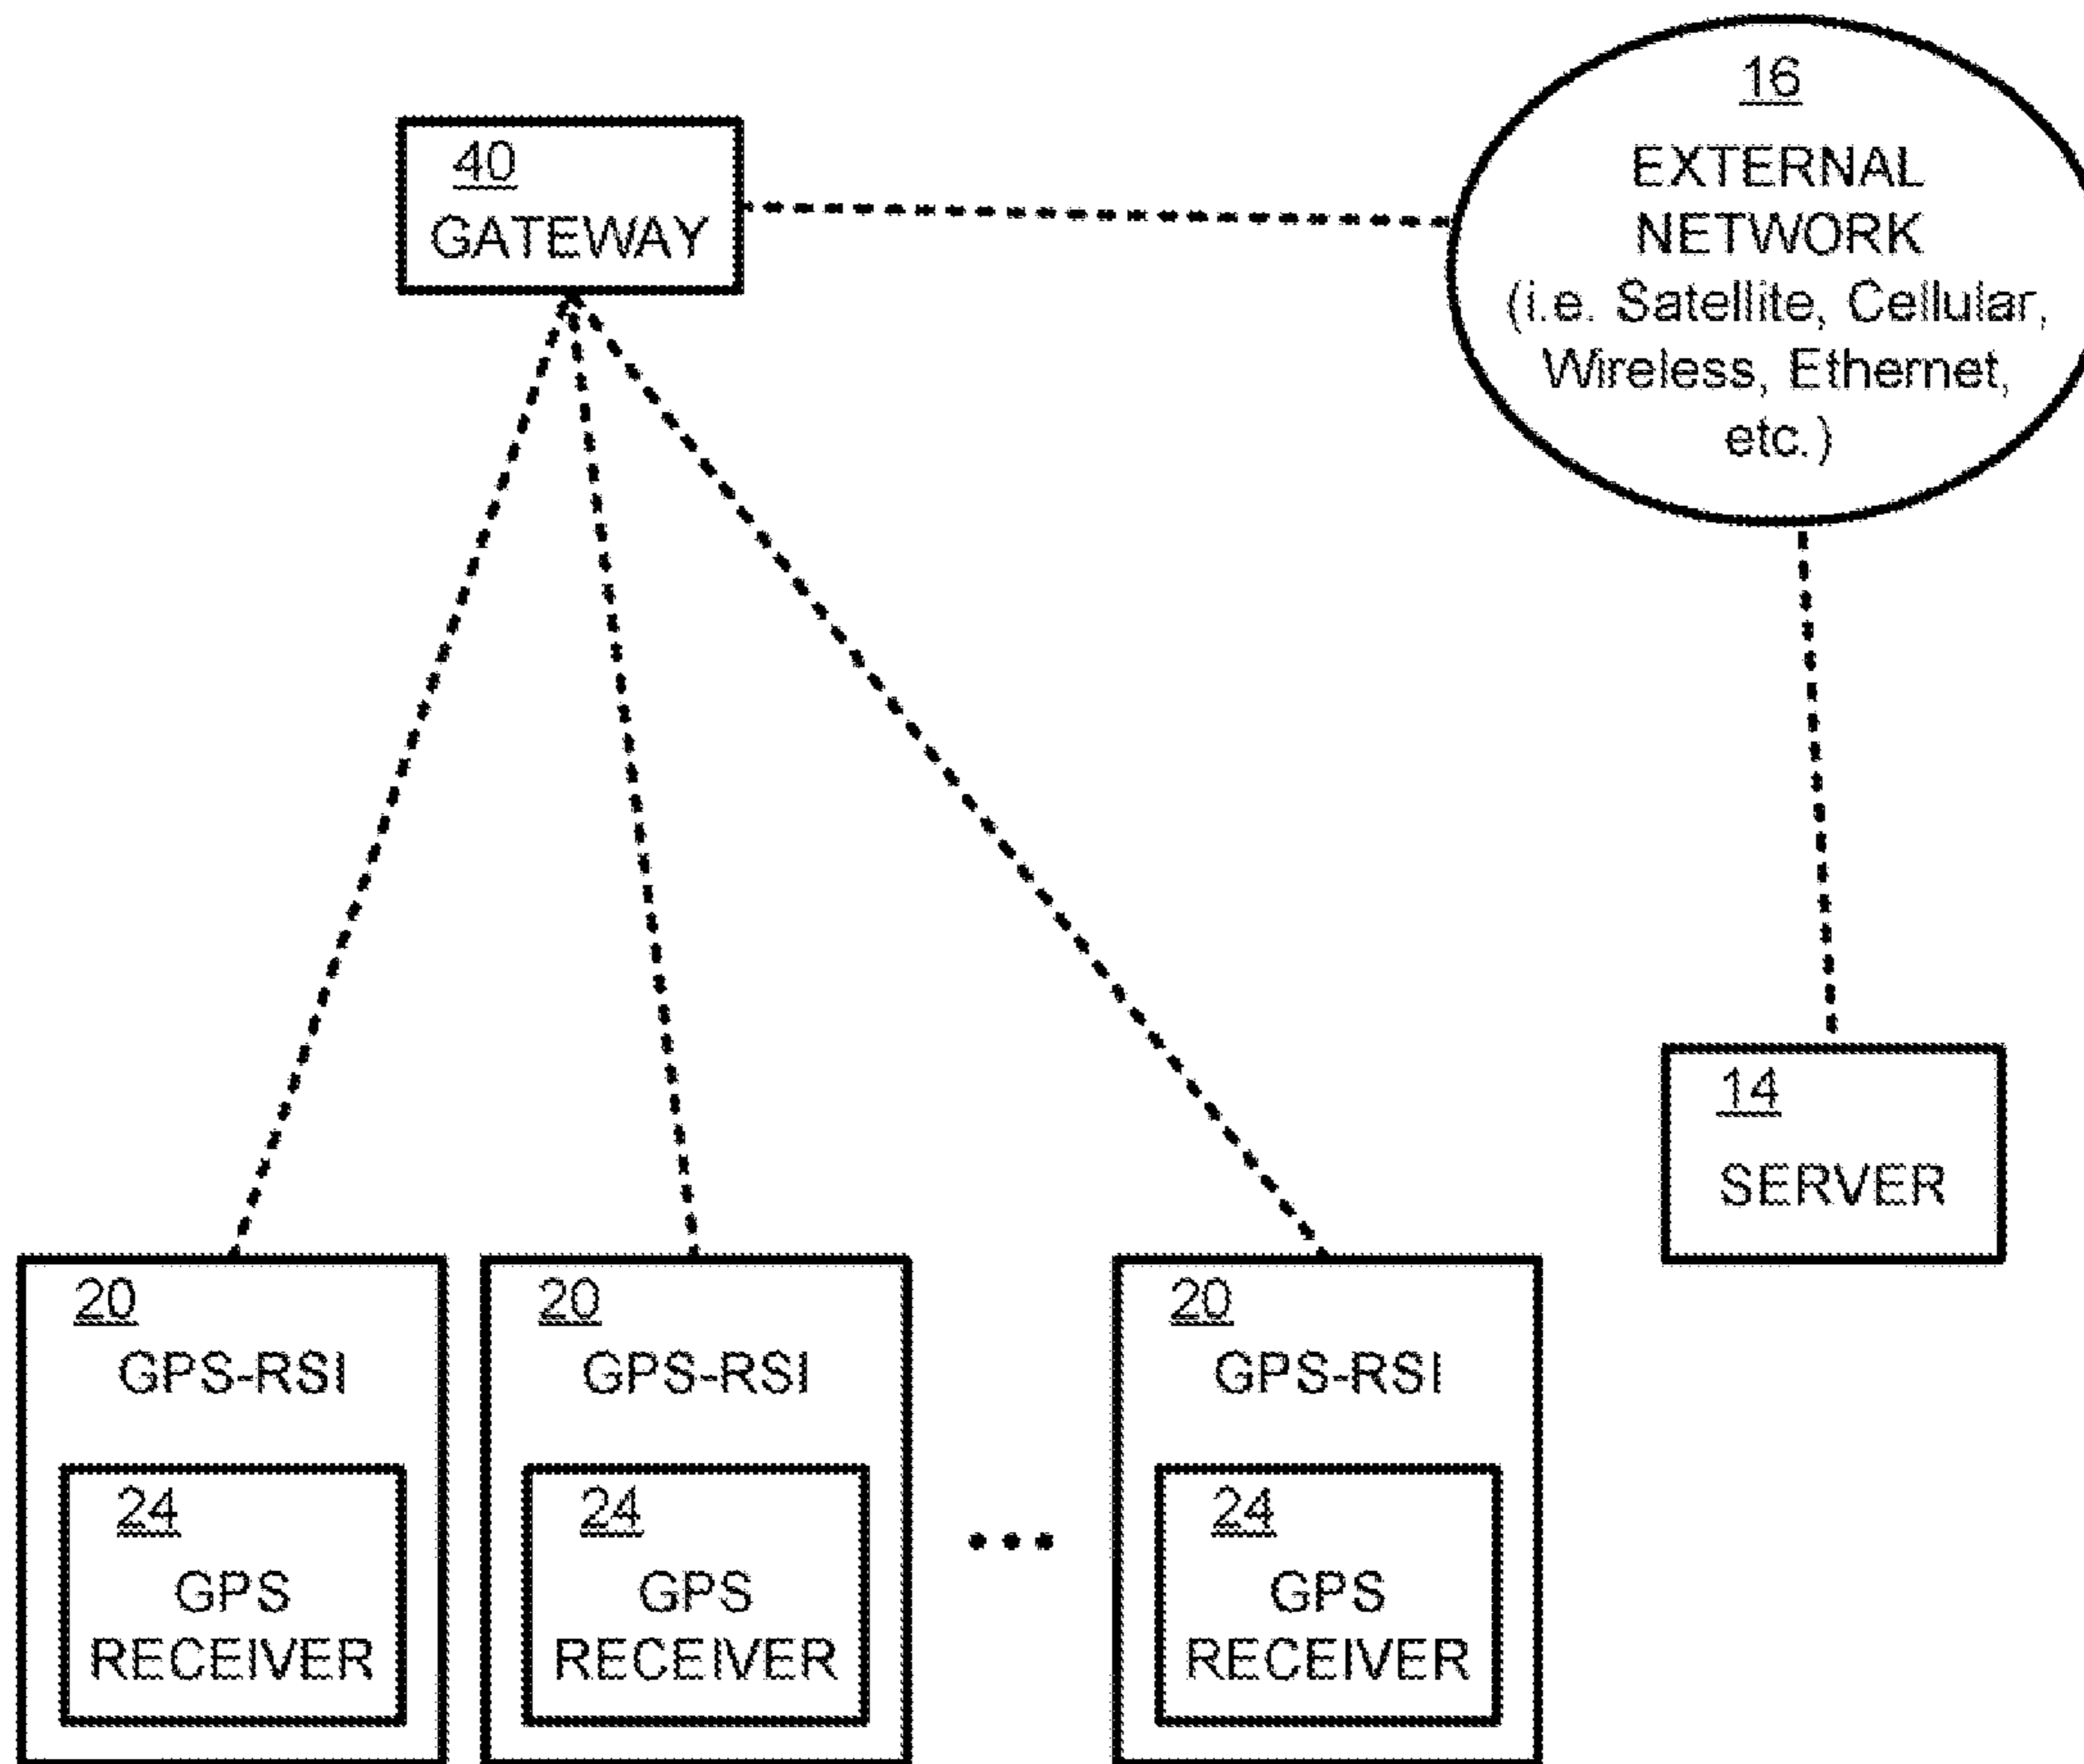 16
EXTERNAL
NETWORK
(i.e. Satellite, Cellular,
Wireless, Ethernet,
etc.)
40
GATEWAY
14
SERVER
20
GPS-RSI
24
GPS
RECEIVER
20
GPS-RSI
24
GPS
RECEIVER
...
20
GPS-RSI
24
GPS
RECEIVER